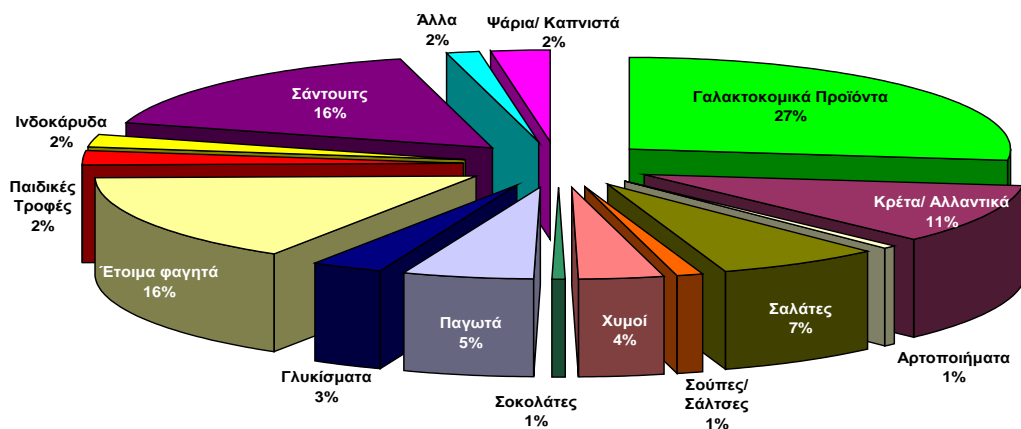 Άλλα
2%
Ψάρια/ Καπνιστά
2%
Γαλακτοκομικά Προϊόντα
27%
Κρέτα/ Αλλαντικά
11%
Αρτοποιήματα
1%
Σαλάτες
7%
Σούπες/
Σάλτσες
1%
Χυμοί
4%
Σοκολάτες
1%
Παγωτά
5%
Γλυκίσματα
3%
Έτοιμα φαγητά
16%
Παιδικές
Τροφές
2%
Ινδοκάρυδα
2%
Σάντουιτς
16%